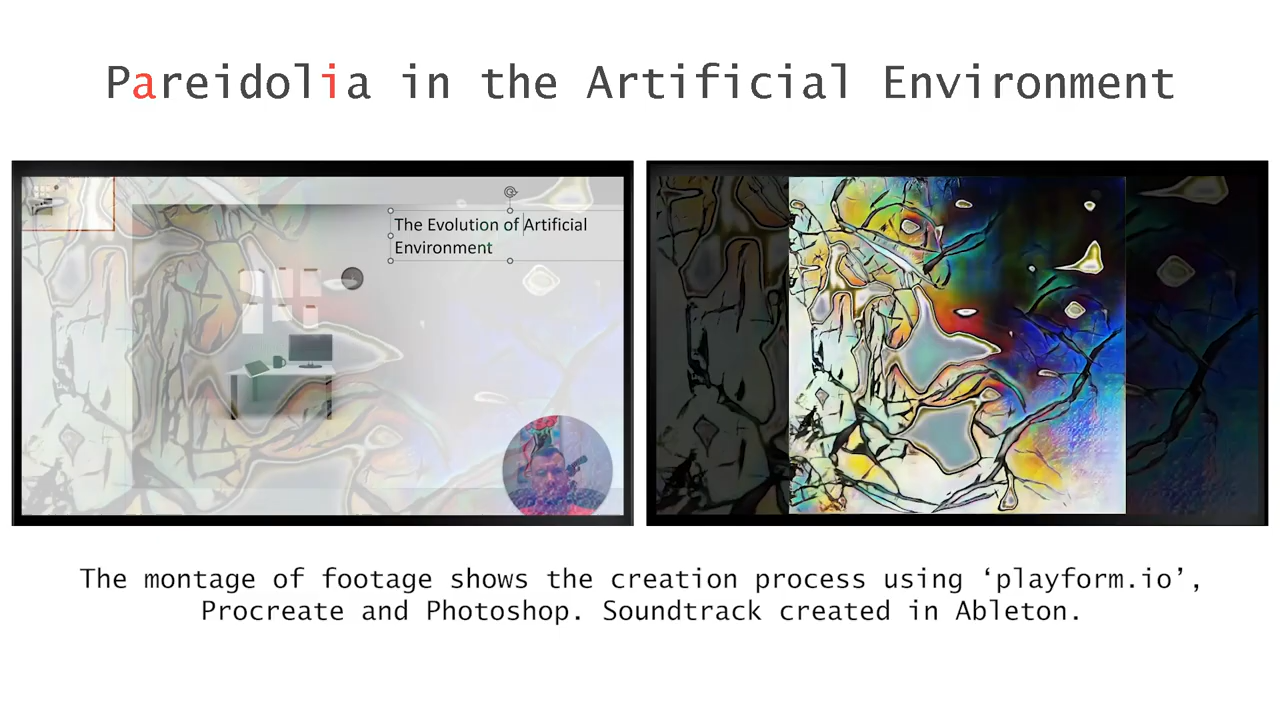 Pareidolia in the Artificial Environment
The Evolution of Artificial
Environment
The montage of footage shows the creation process using ‘playform.io’,
Procreate and Photoshop. Soundtrack created in Ableton.